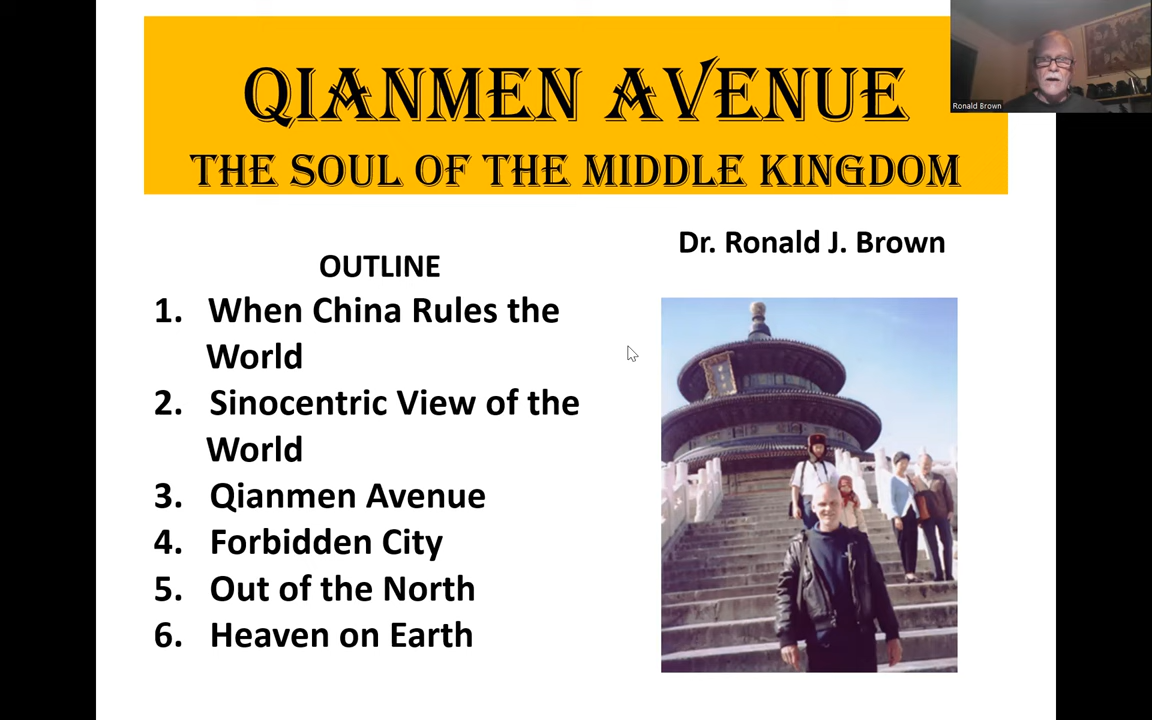 QIANMEN AVENUE
THE SOUL OF THE MIDDLE KINGDOM
Ronald Brown
Dr. Ronald J. Brown
OUTLINE
1. When China Rules the
World
2. Sinocentric View of the
World
3. Qianmen Avenue
4. Forbidden City
5. Out of the North
6. Heaven on Earth